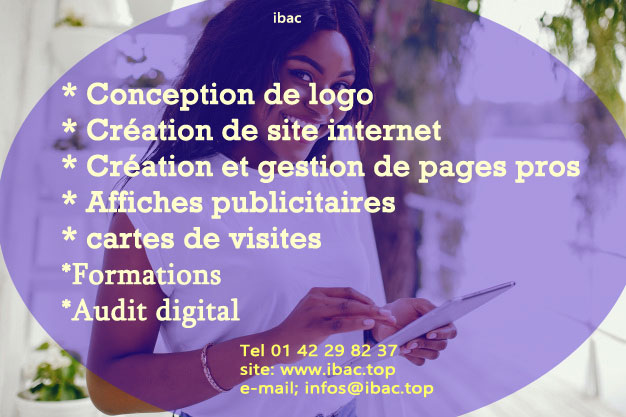 ibac
* Conception de logo
* Création de site internet
* Création et gestion de pages pros
* Affiches publicitaires
* cartes de visites
*Formations
*Audit digital
Tel 01 42 29 82 37
site: www.ibac.top
e-mail; infos@ibac.top